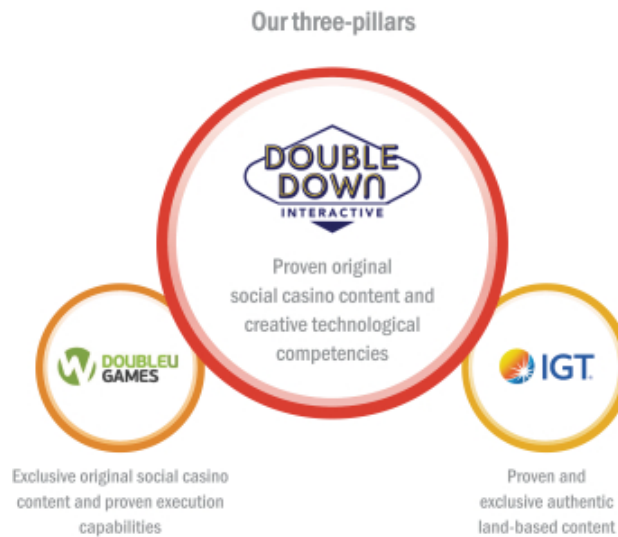 Our three-pillars
DOUBLE
DOWN
INTERACTIVE
Proven original
social casino content and
creative technological
competencies
DOUBLEU
GAMES
IGT
Exclusive original social casino
content and proven execution
capabilities
Proven and
exclusive authentic
land-based content